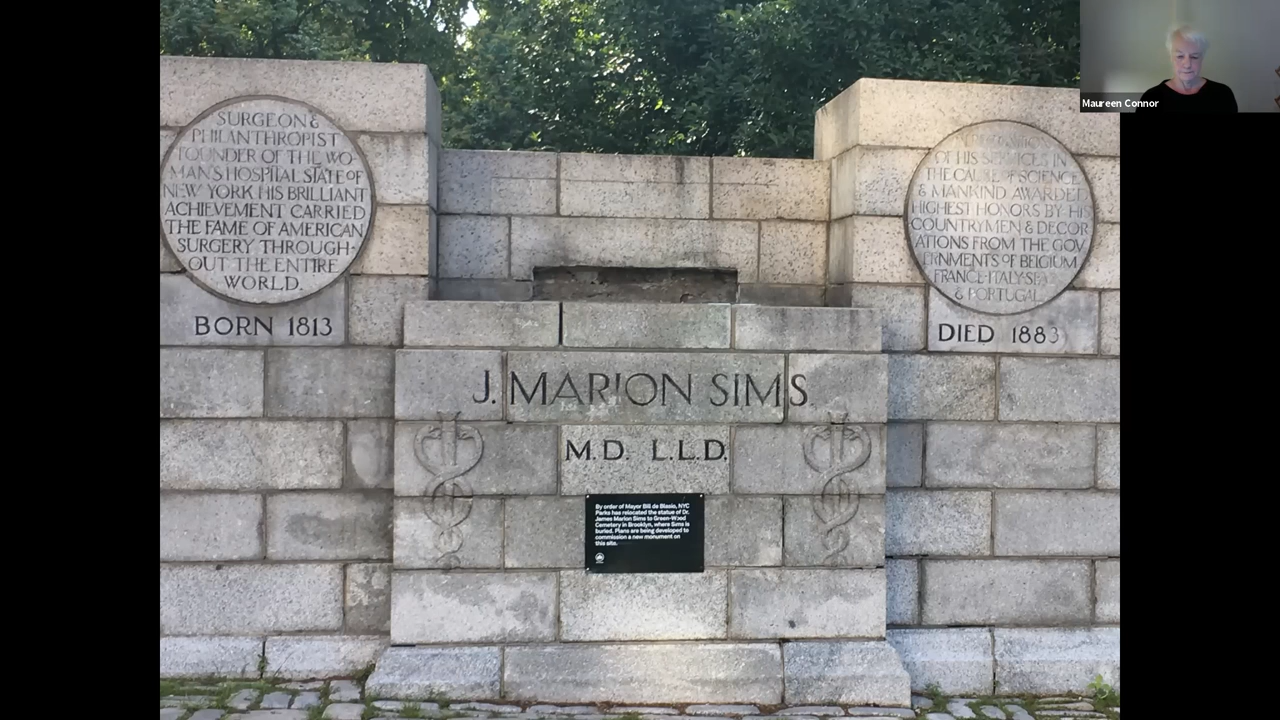 SURGEON &
PHILANTHROPIST
FOUNDER OF THE WO-
MAN'S HOSPITAL STATE OF
NEW YORK HIS BRILLIANT
ACHIEVEMENT CARRIED
THE FAME OF AMERICAN
SURGERY THROUGH-
OUT THE ENTIRE
WORLD.
BORN 1813
OF HIS SERVICES IN
THE CAUSE OF SCIENCE
& MANKIND AWARDED
HIGHEST HONORS BY HIS
COUNTRYMEN & DECOR
ATIONS FROM THE GOV
ERNMENTS OF BELGIUM
FRANCE·ITALY·SPAIN
& PORTUGAL
DIED 1883
J. MARION SIMS
M.D. L.L.D.
By order of Mayor Bill de Blasio, NYC
Parks has relocated the statue of Dr.
James Marion Sims to Green-Wood
Cemetery in Brooklyn, where Sims is
buried. Plans are being developed to
commission a new monument on
this site.
Maureen Connor